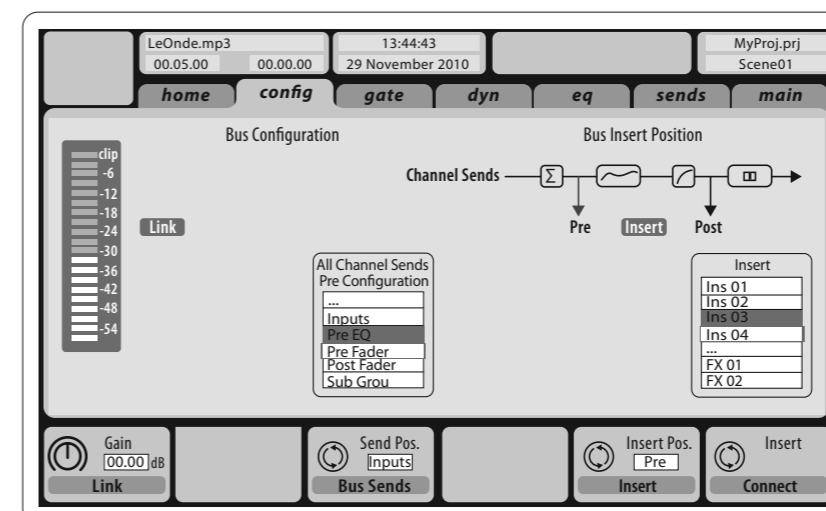 LeOnde.mp3
00.05.00 00.00.00
13:44:43
29 November 2010
MyProj.prj
Scene01
home config gate dyn eq sends main
Bus Configuration
Bus Insert Position
clip
-6
-12
-18
-24
-30
-36
-42
-48
-54
Link
Channel Sends
Σ
Pre Insert Post
All Channel Sends
Pre Configuration
...
Inputs
Pre EQ
Pre Fader
Post Fader
Sub Grou
Insert
Ins 01
Ins 02
Ins 03
Ins 04
...
FX 01
FX 02
Gain
00.00 dB
Link
Send Pos.
Inputs
Bus Sends
Insert Pos.
Pre
Insert
Insert
Connect